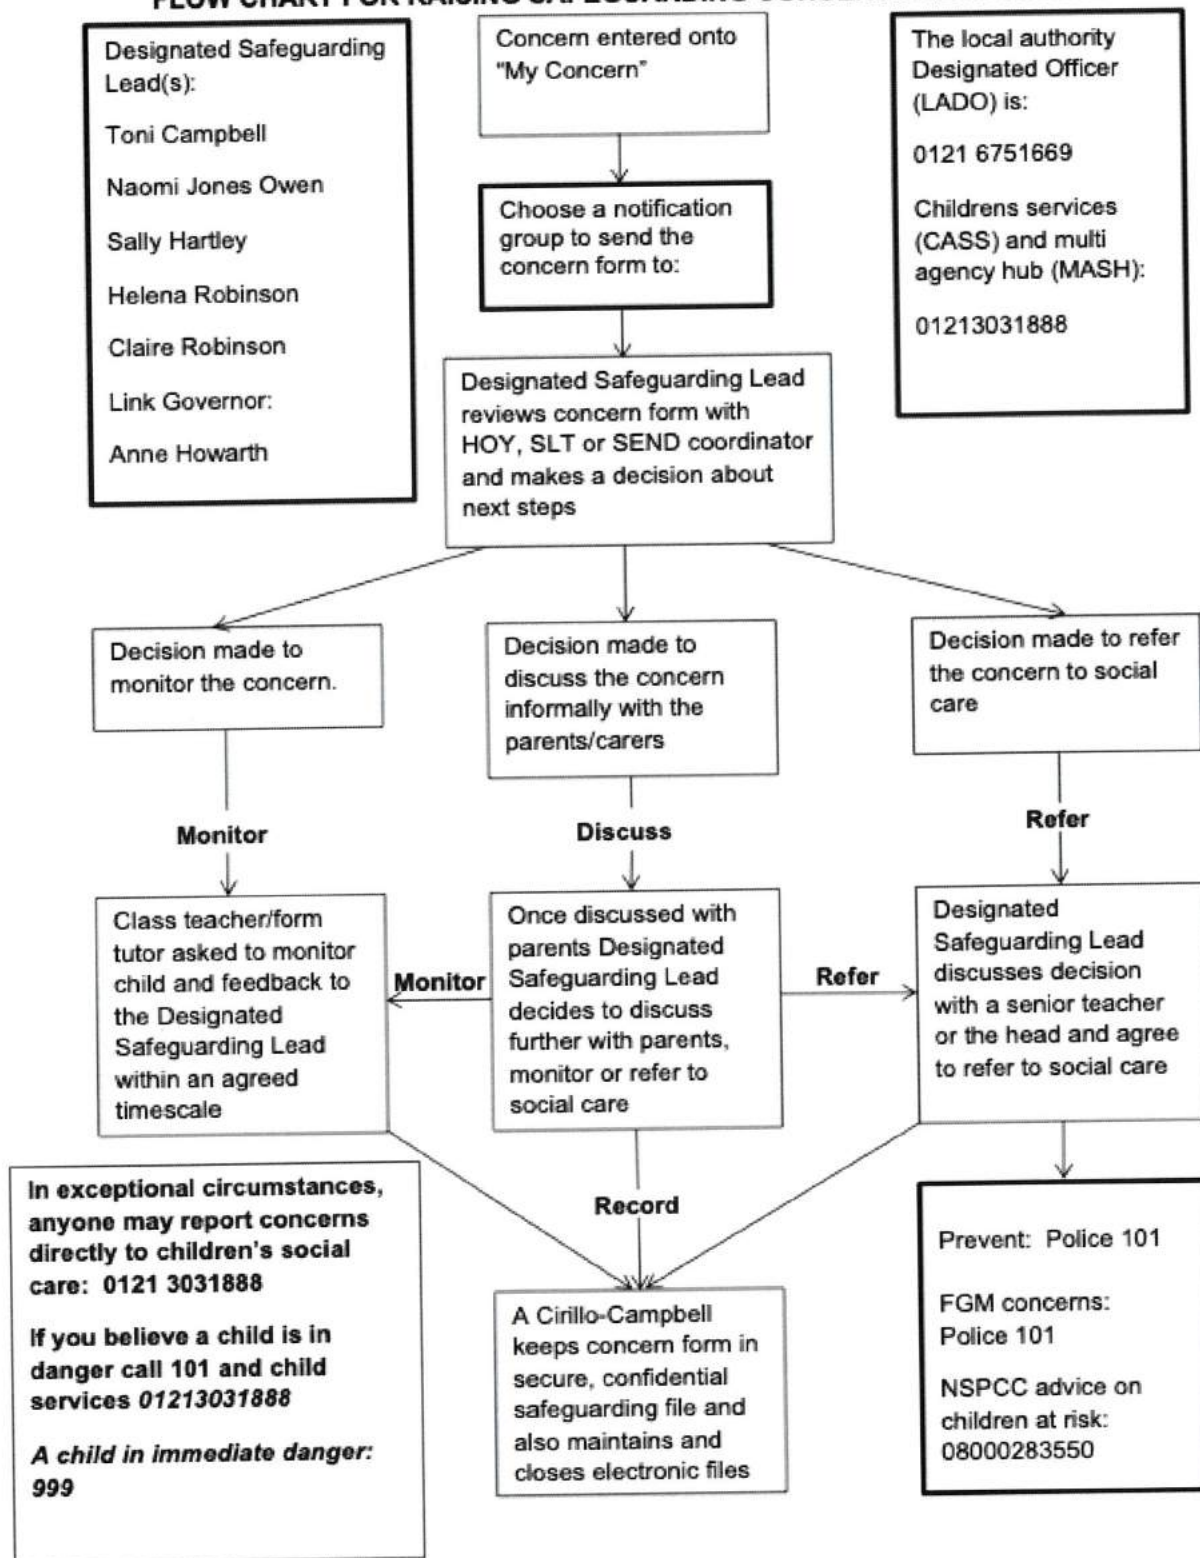 Designated Safeguarding
Lead(s):
Toni Campbell
Naomi Jones Owen
Sally Hartley
Helena Robinson
Claire Robinson
Link Governor:
Anne Howarth
Concern entered onto
"My Concern"
The local authority
Designated Officer
(LADO) is:
0121 6751669
Childrens services
(CASS) and multi
agency hub (MASH):
01213031888
Choose a notification
group to send the
concern form to:
Designated Safeguarding Lead
reviews concern form with
HOY, SLT or SEND coordinator
and makes a decision about
next steps
Decision made to
monitor the concern.
Decision made to
discuss the concern
informally with the
parents/carers
Decision made to refer
the concern to social
care
Monitor
Discuss
Refer
Class teacher/form
tutor asked to monitor
child and feedback to
the Designated
Safeguarding Lead
within an agreed
timescale
Monitor
Once discussed with
parents Designated
Safeguarding Lead
decides to discuss
further with parents,
monitor or refer to
social care
Refer
Designated
Safeguarding Lead
discusses decision
with a senior teacher
or the head and agree
to refer to social care
In exceptional circumstances,
anyone may report concerns
directly to children's social
care: 0121 3031888
If you believe a child is in
danger call 101 and child
services 01213031888
A child in immediate danger:
999
Record
A Cirillo-Campbell
keeps concern form in
secure, confidential
safeguarding file and
also maintains and
closes electronic files
Prevent: Police 101
FGM concerns:
Police 101
NSPCC advice on
children at risk:
08000283550